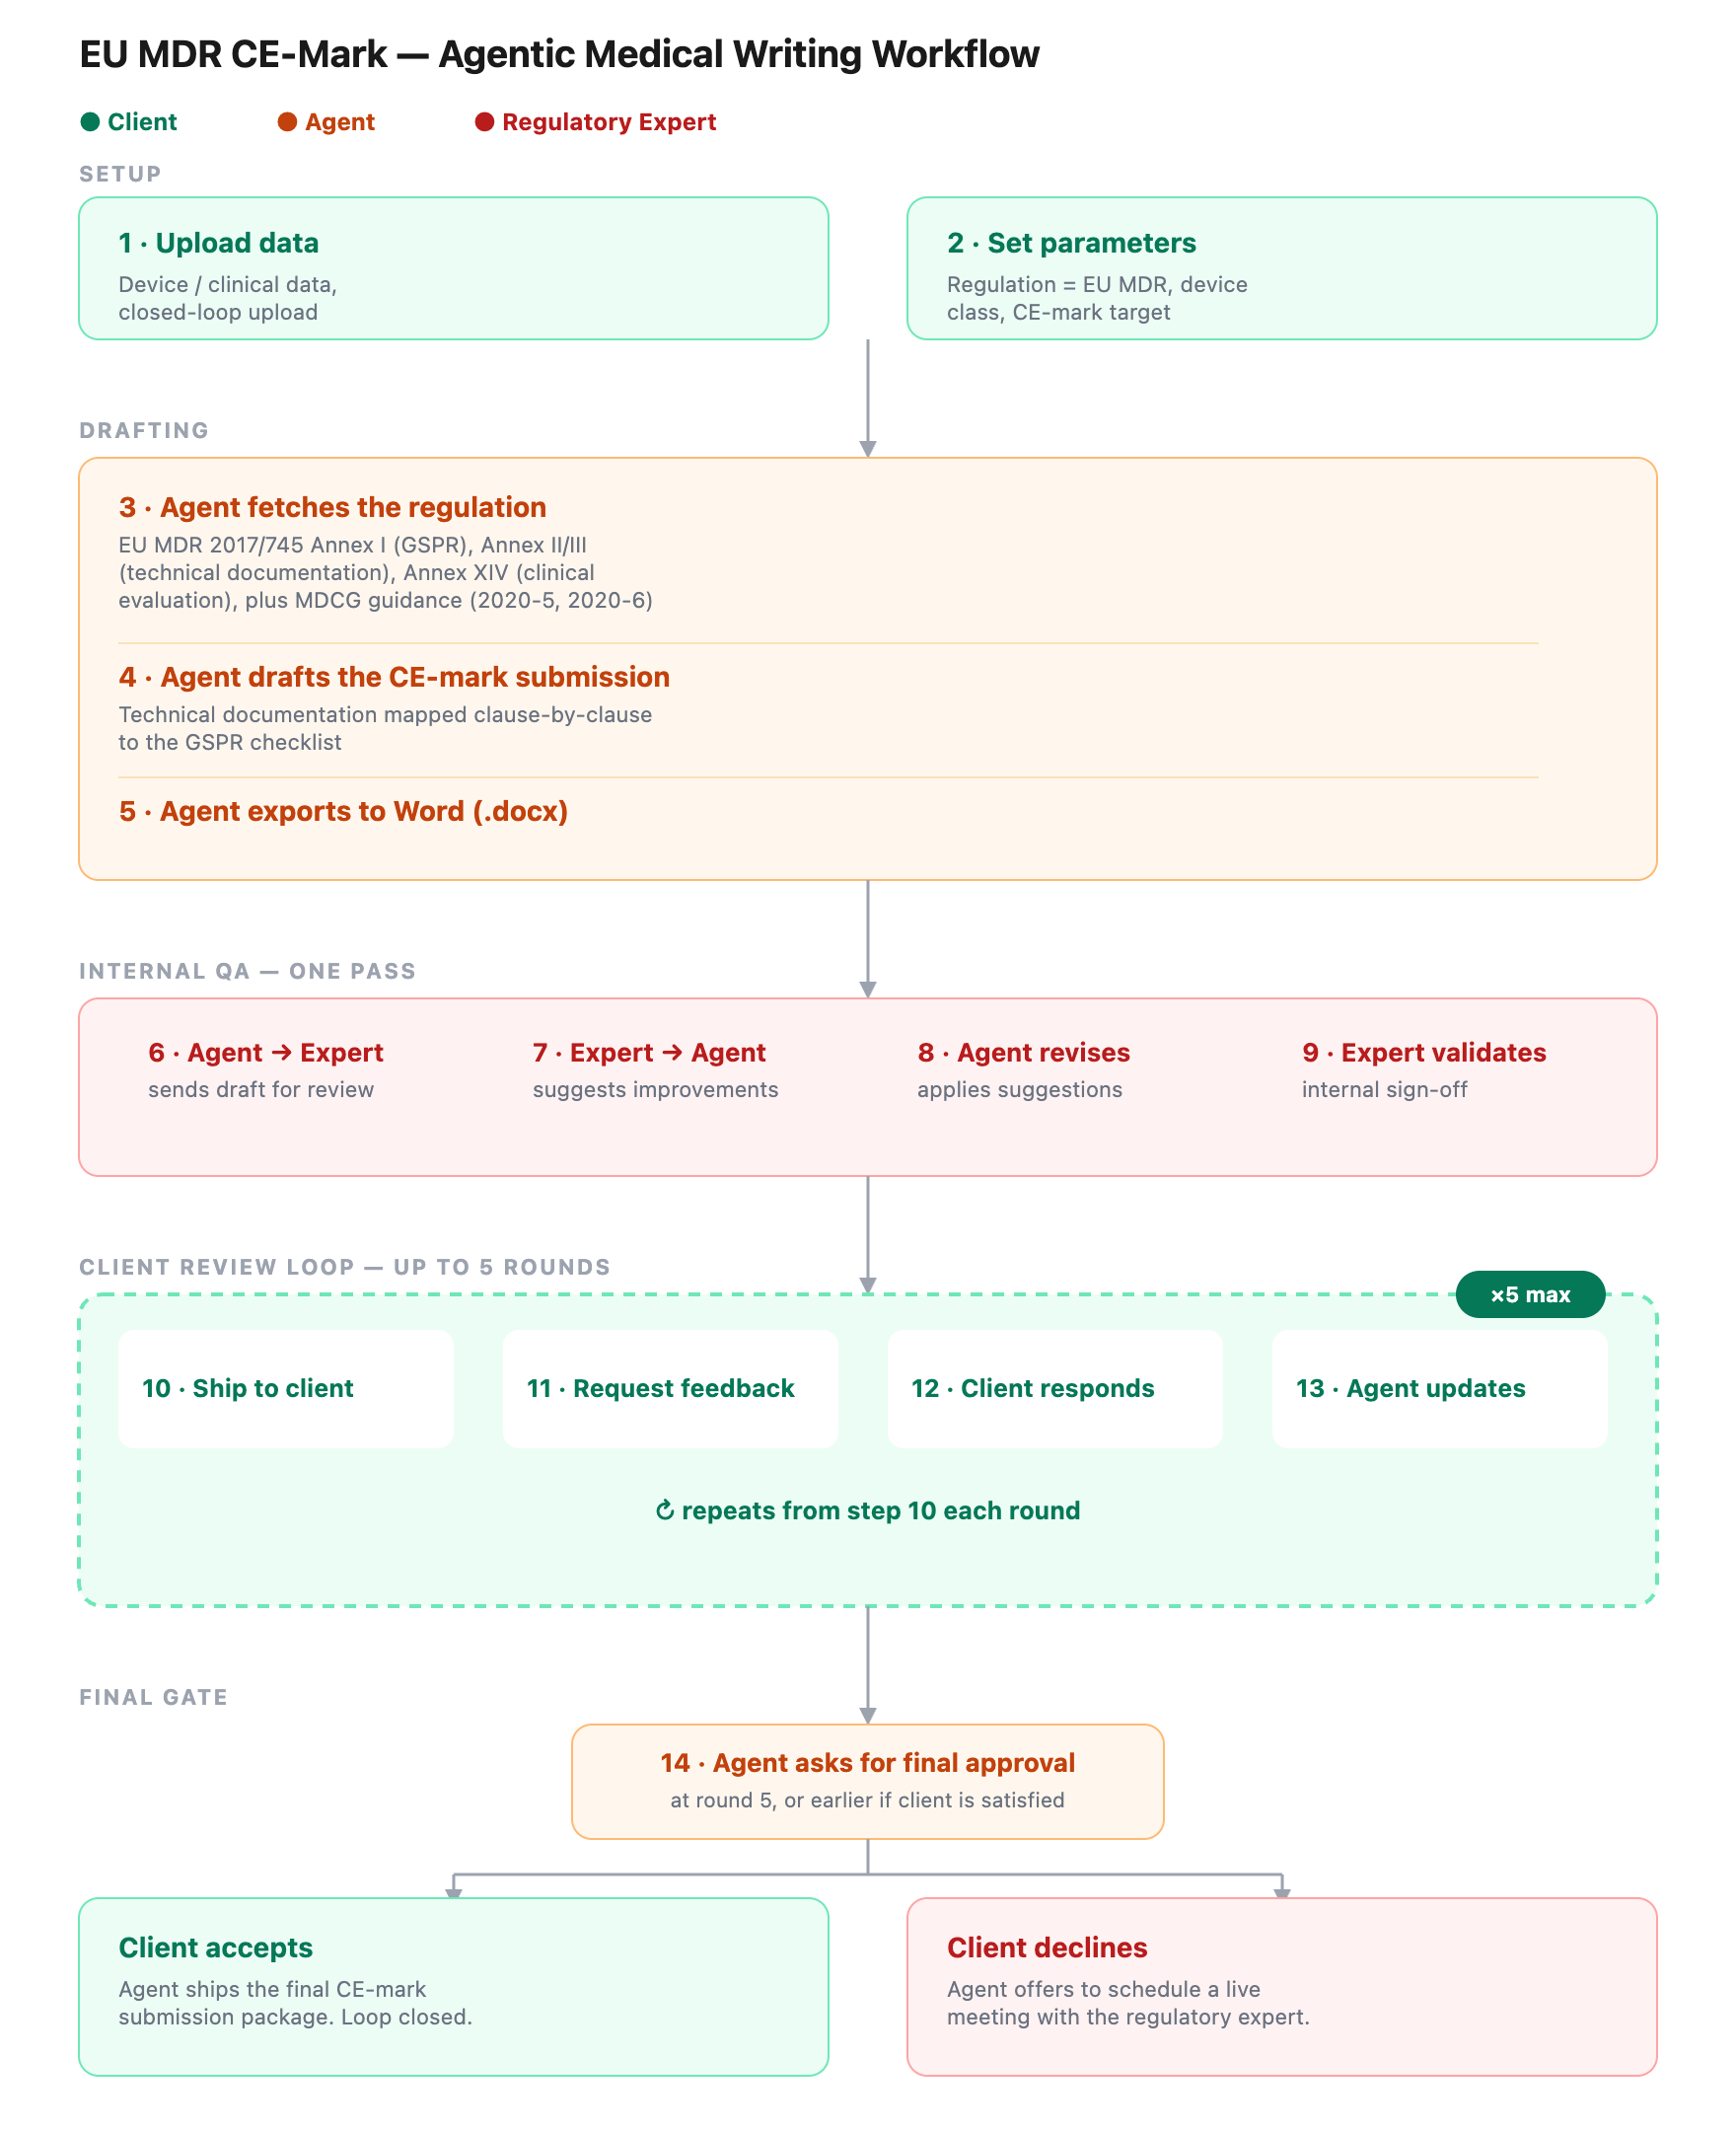 EU MDR CE-Mark — Agentic Medical Writing Workflow
Client
Agent
Regulatory Expert
SETUP
1 · Upload data
Device / clinical data,
closed-loop upload
2 · Set parameters
Regulation = EU MDR, device
class, CE-mark target
DRAFTING
3 · Agent fetches the regulation
EU MDR 2017/745 Annex I (GSPR), Annex II/III
(technical documentation), Annex XIV (clinical
evaluation), plus MDCG guidance (2020-5, 2020-6)
4 · Agent drafts the CE-mark submission
Technical documentation mapped clause-by-clause
to the GSPR checklist
5 · Agent exports to Word (.docx)
INTERNAL QA — ONE PASS
6 · Agent → Expert
sends draft for review
7 · Expert → Agent
suggests improvements
8 · Agent revises
applies suggestions
9 · Expert validates
internal sign-off
CLIENT REVIEW LOOP — UP TO 5 ROUNDS
×5 max
10 · Ship to client
11 · Request feedback
12 · Client responds
13 · Agent updates
↻ repeats from step 10 each round
FINAL GATE
14 · Agent asks for final approval
at round 5, or earlier if client is satisfied
Client accepts
Agent ships the final CE-mark
submission package. Loop closed.
Client declines
Agent offers to schedule a live
meeting with the regulatory expert.